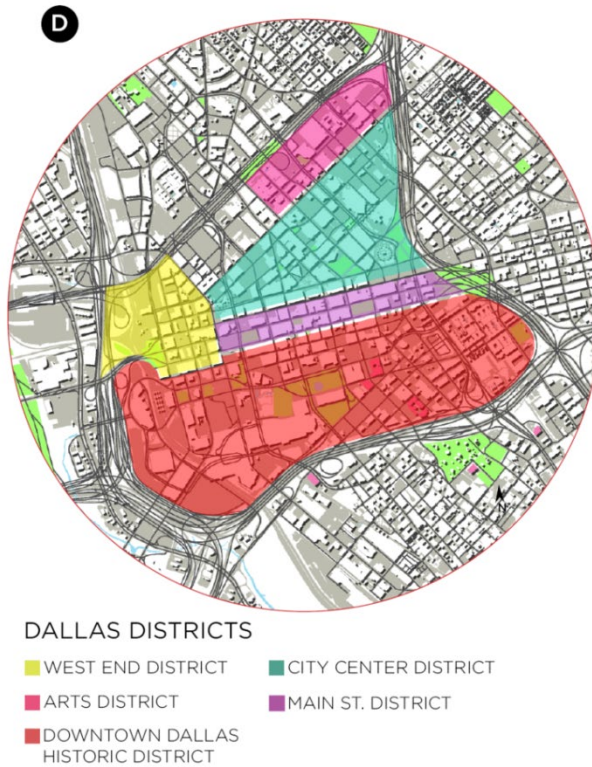 D
N
DALLAS DISTRICTS
WEST END DISTRICT
CITY CENTER DISTRICT
ARTS DISTRICT
MAIN ST. DISTRICT
DOWNTOWN DALLAS
HISTORIC DISTRICT